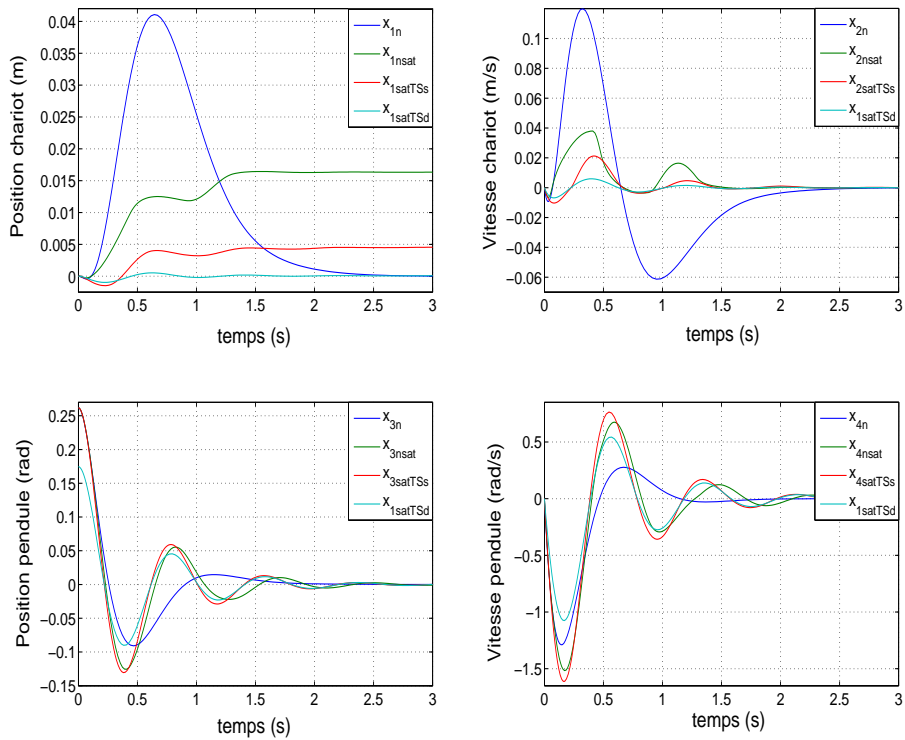 Position chariot (m)
0.04
0.035
0.03
0.025
0.02
0.015
0.01
0.005
0
0 0.5 1 1.5 2 2.5 3
temps (s)
x1n
x1nsat
x1satTSs
x1satTSd
Vitesse chariot (m/s)
0.1
0.08
0.06
0.04
0.02
0
−0.02
−0.04
−0.06
0 0.5 1 1.5 2 2.5 3
temps (s)
x2n
x2nsat
x2satTSs
x1satTSd
Position pendule (rad)
0.25
0.2
0.15
0.1
0.05
0
−0.05
−0.1
−0.15
0 0.5 1 1.5 2 2.5 3
temps (s)
x3n
x3nsat
x3satTSs
x1satTSd
Vitesse pendule (rad/s)
0.5
0
−0.5
−1
−1.5
0 0.5 1 1.5 2 2.5 3
temps (s)
x4n
x4nsat
x4satTSs
x1satTSd